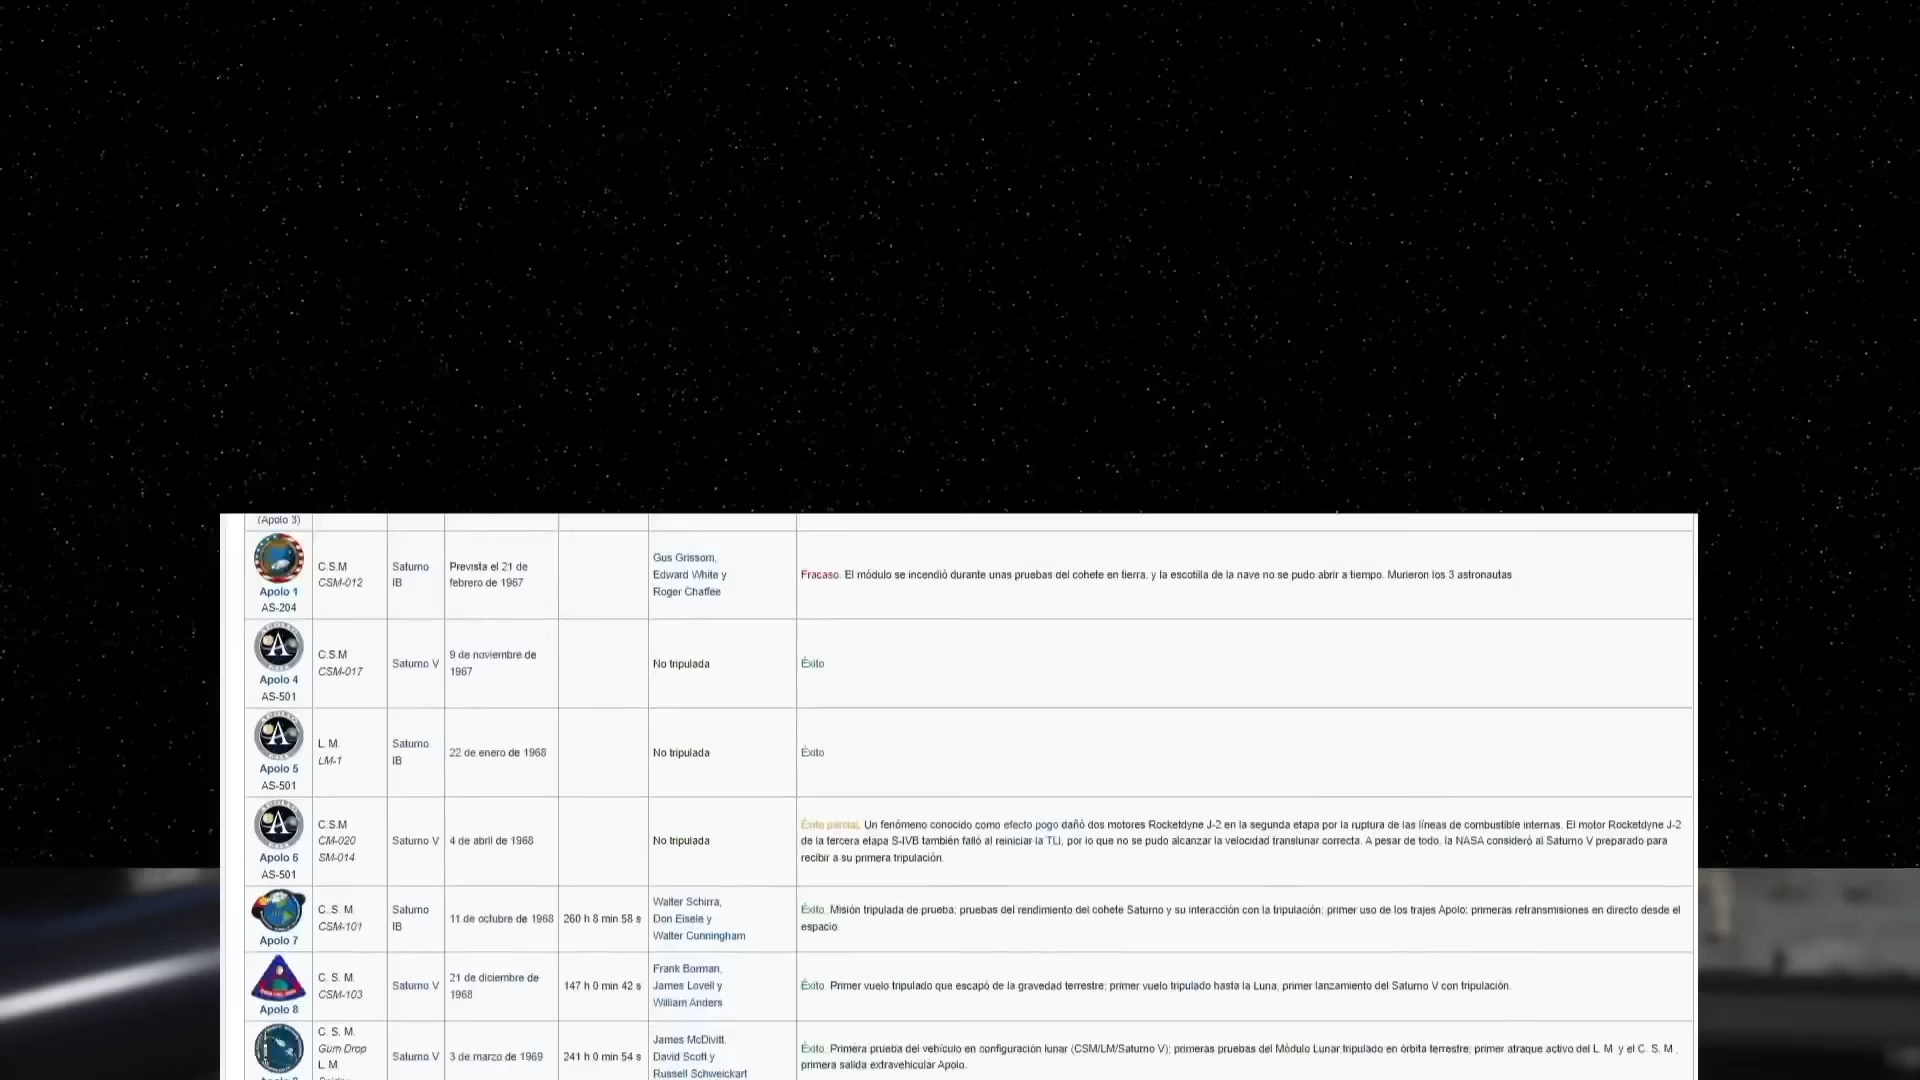 (Apolo 3)
Apolo 1
AS-204
C.S.M
CSM-012
Saturno
IB
Prevista el 21 de
febrero de 1967
Gus Grissom,
Edward White y
Roger Chaffee
Fracaso. El módulo se incendió durante unas pruebas del cohete en tierra, y la escotilla de la nave no se pudo abrir a tiempo. Murieron los 3 astronautas
Apolo 4
AS-501
C.S.M
CSM-017
Saturno V
9 de noviembre de
1967
No tripulada
Éxito
Apolo 5
AS-501
L. M.
LM-1
Saturno
IB
22 de enero de 1968
No tripulada
Éxito
Apolo 6
AS-501
C.S.M
CM-020
SM-014
Saturno V
4 de abril de 1968
No tripulada
Éxito parcial. Un fenómeno conocido como efecto pogo dañó dos motores Rocketdyne J-2 en la segunda etapa por la ruptura de las líneas de combustible internas. El motor Rocketdyne J-2
de la tercera etapa S-IVB también falló al reiniciar la TLI, por lo que no se pudo alcanzar la velocidad translunar correcta. A pesar de todo, la NASA consideró al Saturno V preparado para
recibir a su primera tripulación.
Apolo 7
C. S. M.
CSM-101
Saturno
IB
11 de octubre de 1968
260 h 8 min 58 s
Walter Schirra,
Don Eisele y
Walter Cunningham
Éxito. Misión tripulada de prueba; pruebas del rendimiento del cohete Saturno y su interacción con la tripulación; primer uso de los trajes Apolo; primeras retransmisiones en directo desde el
espacio.
Apolo 8
C. S. M.
CSM-103
Saturno V
21 de diciembre de
1968
147 h 0 min 42 s
Frank Borman,
James Lovell y
William Anders
Éxito. Primer vuelo tripulado que escapó de la gravedad terrestre; primer vuelo tripulado hasta la Luna; primer lanzamiento del Saturno V con tripulación.
C. S. M.
Gum Drop
L. M.
Saturno V
3 de marzo de 1969
241 h 0 min 54 s
James McDivitt,
David Scott y
Russell Schweickart
Éxito. Primera prueba del vehículo en configuración lunar (CSM/LM/Saturno V); primeras pruebas del Módulo Lunar tripulado en órbita terrestre; primer atraque activo del L. M. y el C. S. M.;
primera salida extravehicular Apolo.